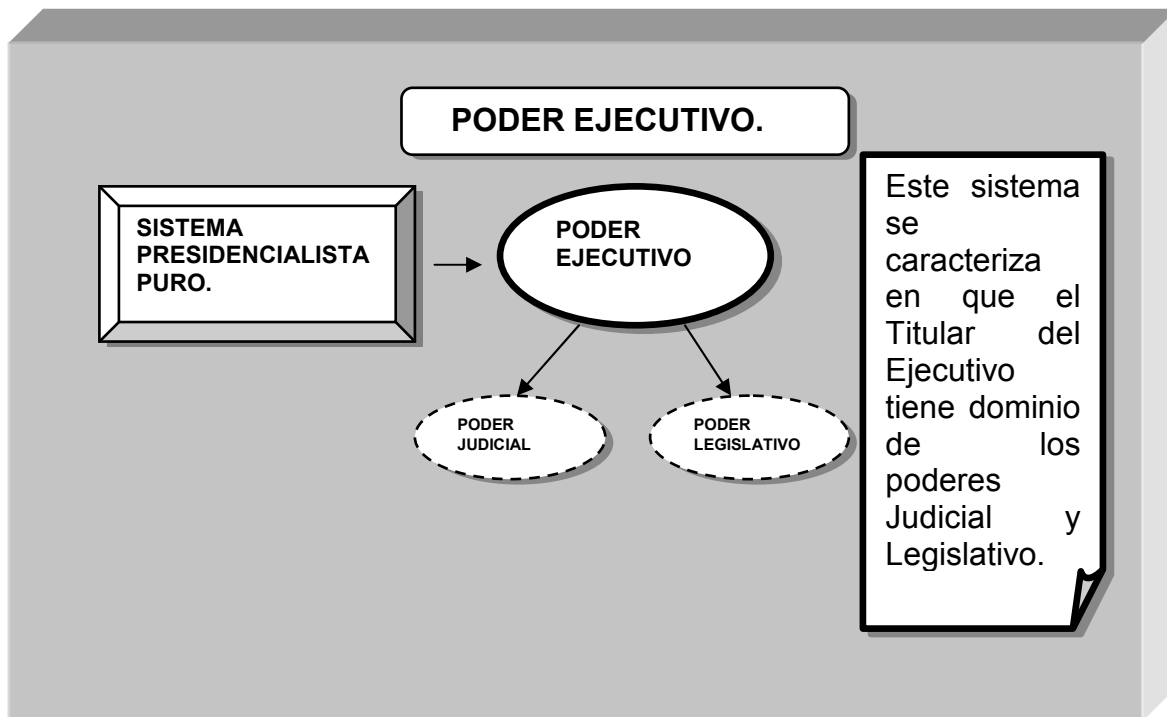 PODER EJECUTIVO.
SISTEMA
PRESIDENCIALISTA
PURO.
PODER
EJECUTIVO
PODER
JUDICIAL
PODER
LEGISLATIVO
Este sistema
se
caracteriza
en que el
Titular del
Ejecutivo
tiene dominio
de los
poderes
Judicial y
Legislativo.